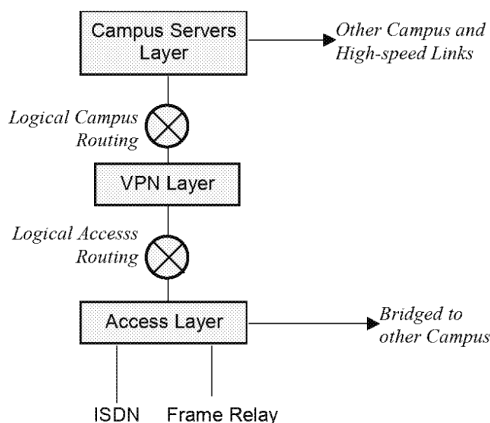 Campus Servers
Layer
Other Campus and
High-speed Links
Logical Campus
Routing
VPN Layer
Logical Accesss
Routing
Access Layer
Bridged to
other Campus
ISDN
Frame Relay